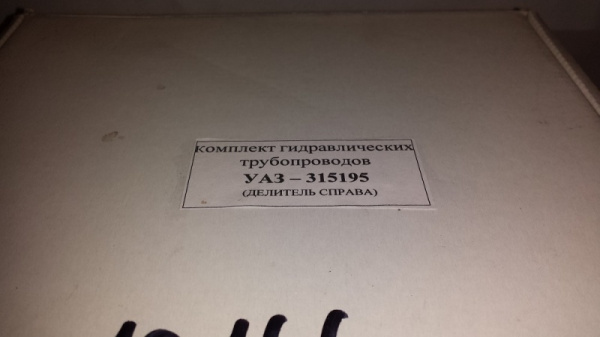 комплект гидравлических
трубопроводов
УАЗ – 315195
(ДЕЛИТЕЛЬ СПРАВА)